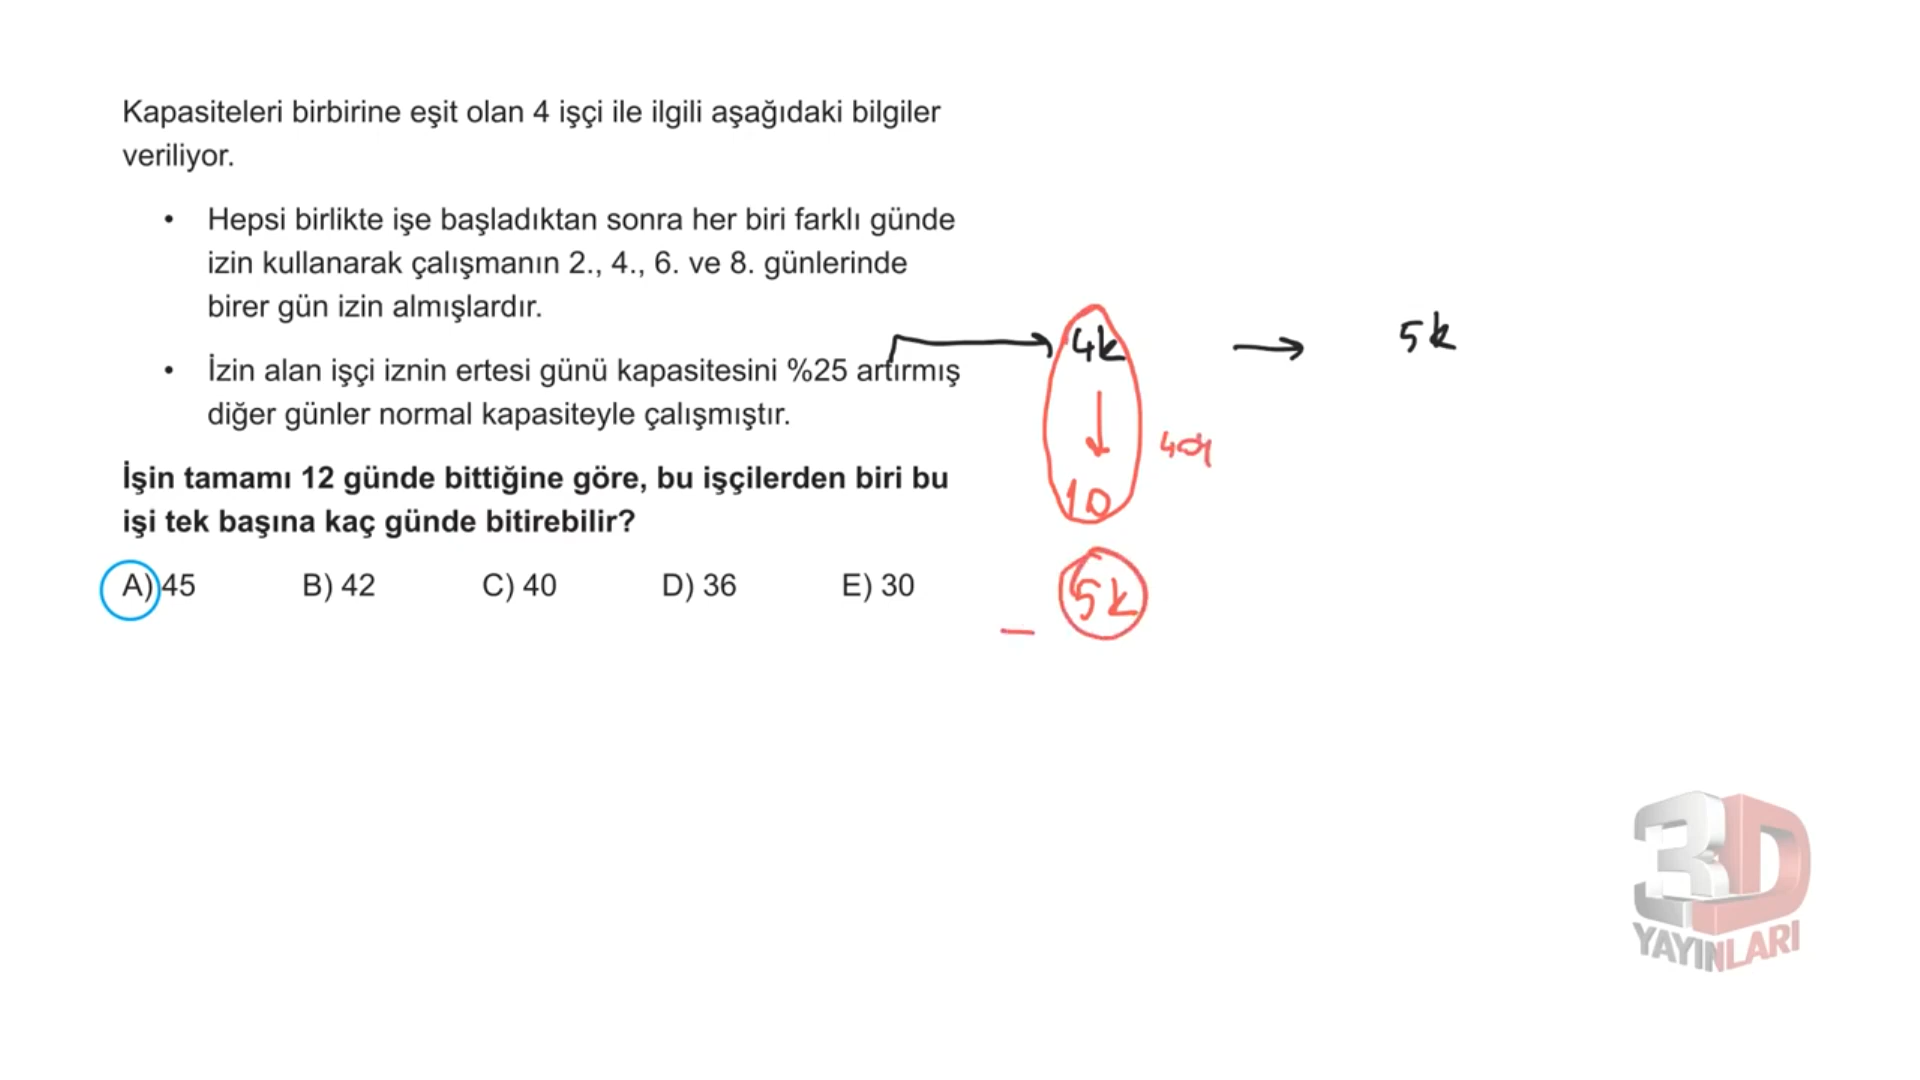 Kapasiteleri birbirine eşit olan 4 işçi ile ilgili aşağıdaki bilgiler
veriliyor.
• Hepsi birlikte işe başladıktan sonra her biri farklı günde
izin kullanarak çalışmanın 2., 4., 6. ve 8. günlerinde
birer gün izin almışlardır.
• İzin alan işçi iznin ertesi günü kapasitesini %25 artırmış
diğer günler normal kapasiteyle çalışmıştır.
İşin tamamı 12 günde bittiğine göre, bu işçilerden biri bu
işi tek başına kaç günde bitirebilir?
A) 45 B) 42 C) 40 D) 36 E) 30
4k → 5k
10
5k
3D
YAYINLARI